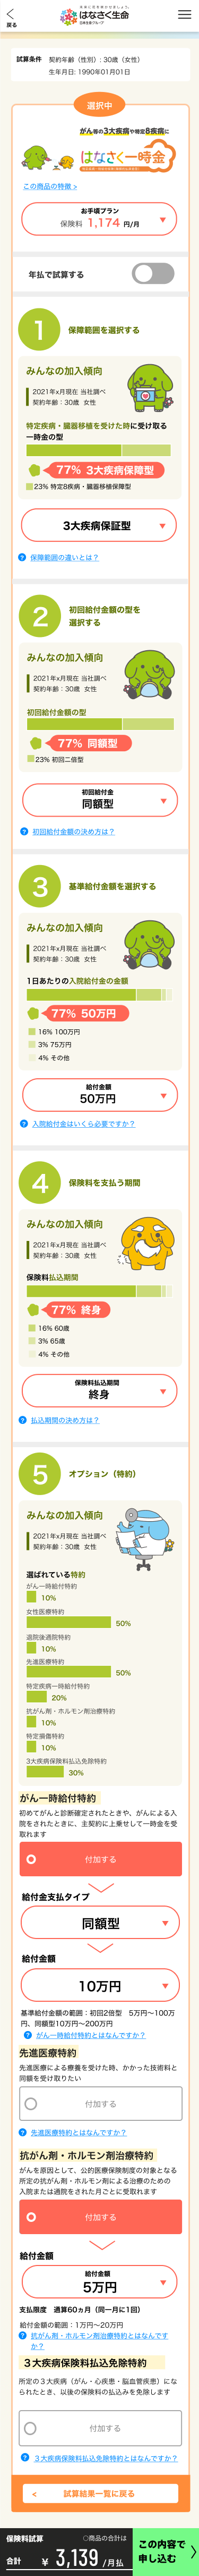 戻る
はなさく生命
日本生命グループ
試算条件
契約年齢（性別）: 30歳（女性）
生年月日: 1990年01月01日
選択中
がん等の3大疾病や特定8疾病に
はなさく一時金
この商品の特徴 >
お手頃プラン
保険料 1,174 円/月
年払で試算する
1
保障範囲を選択する
みんなの加入傾向
2021年x月現在 当社調べ
契約年齢：30歳 女性
特定疾病・臓器移植を受けた時に受け取る
一時金の型
77% 3大疾病保障型
23% 特定8疾病・臓器移植保障型
3大疾病保証型
保障範囲の違いとは？
2
初回給付金額の型を
選択する
みんなの加入傾向
2021年x月現在 当社調べ
契約年齢：30歳 女性
初回給付金額の型
77% 同額型
23% 初回二倍型
初回給付金
同額型
初回給付金額の決め方は？
3
基準給付金額を選択する
みんなの加入傾向
2021年x月現在 当社調べ
契約年齢：30歳 女性
1日あたりの入院給付金の金額
77% 50万円
16% 100万円
3% 75万円
4% その他
給付金額
50万円
入院給付金はいくら必要ですか？
4
保険料を支払う期間
みんなの加入傾向
2021年x月現在 当社調べ
契約年齢：30歳 女性
保険料払込期間
77% 終身
16% 60歳
3% 65歳
4% その他
保険料払込期間
終身
払込期間の決め方は？
5
オプション（特約）
みんなの加入傾向
2021年x月現在 当社調べ
契約年齢：30歳 女性
選ばれている特約
がん一時給付特約
10%
女性医療特約
50%
退院後通院特約
10%
先進医療特約
50%
特定疾病一時給付特約
20%
抗がん剤・ホルモン剤治療特約
10%
特定損傷特約
10%
3大疾病保険料払込免除特約
30%
がん一時給付特約
初めてがんと診断確定されたときや、がんによる入
院をされたときに、主契約に上乗せして一時金を受
取れます
付加する
給付金支払タイプ
同額型
給付金額
10万円
基準給付金額の範囲：初回2倍型 5万円〜100万
円、同額型10万円〜200万円
がん一時給付特約とはなんですか？
先進医療特約
先進医療による療養を受けた時、かかった技術料と
同額を受け取りたい
付加する
先進医療特約とはなんですか？
抗がん剤・ホルモン剤治療特約
がんを原因として、公的医療保険制度の対象となる
所定の抗がん剤・ホルモン剤による治療のための
入院または通院をされた月ごとに受取れます
付加する
給付金額
給付金額
5万円
支払限度 通算60ヵ月（同一月に1回）
給付金額の範囲：1万円〜20万円
抗がん剤・ホルモン剤治療特約とはなんです
か？
３大疾病保険料払込免除特約
所定の３大疾病（がん・心疾患・脳血管疾患）にな
られたとき、以後の保険料の払込みを免除します
付加する
３大疾病保険料払込免除特約とはなんですか？
< 試算結果一覧に戻る
保険料試算
○商品の合計は
合計 ¥ 3,139 /月払
この内容で
申し込む